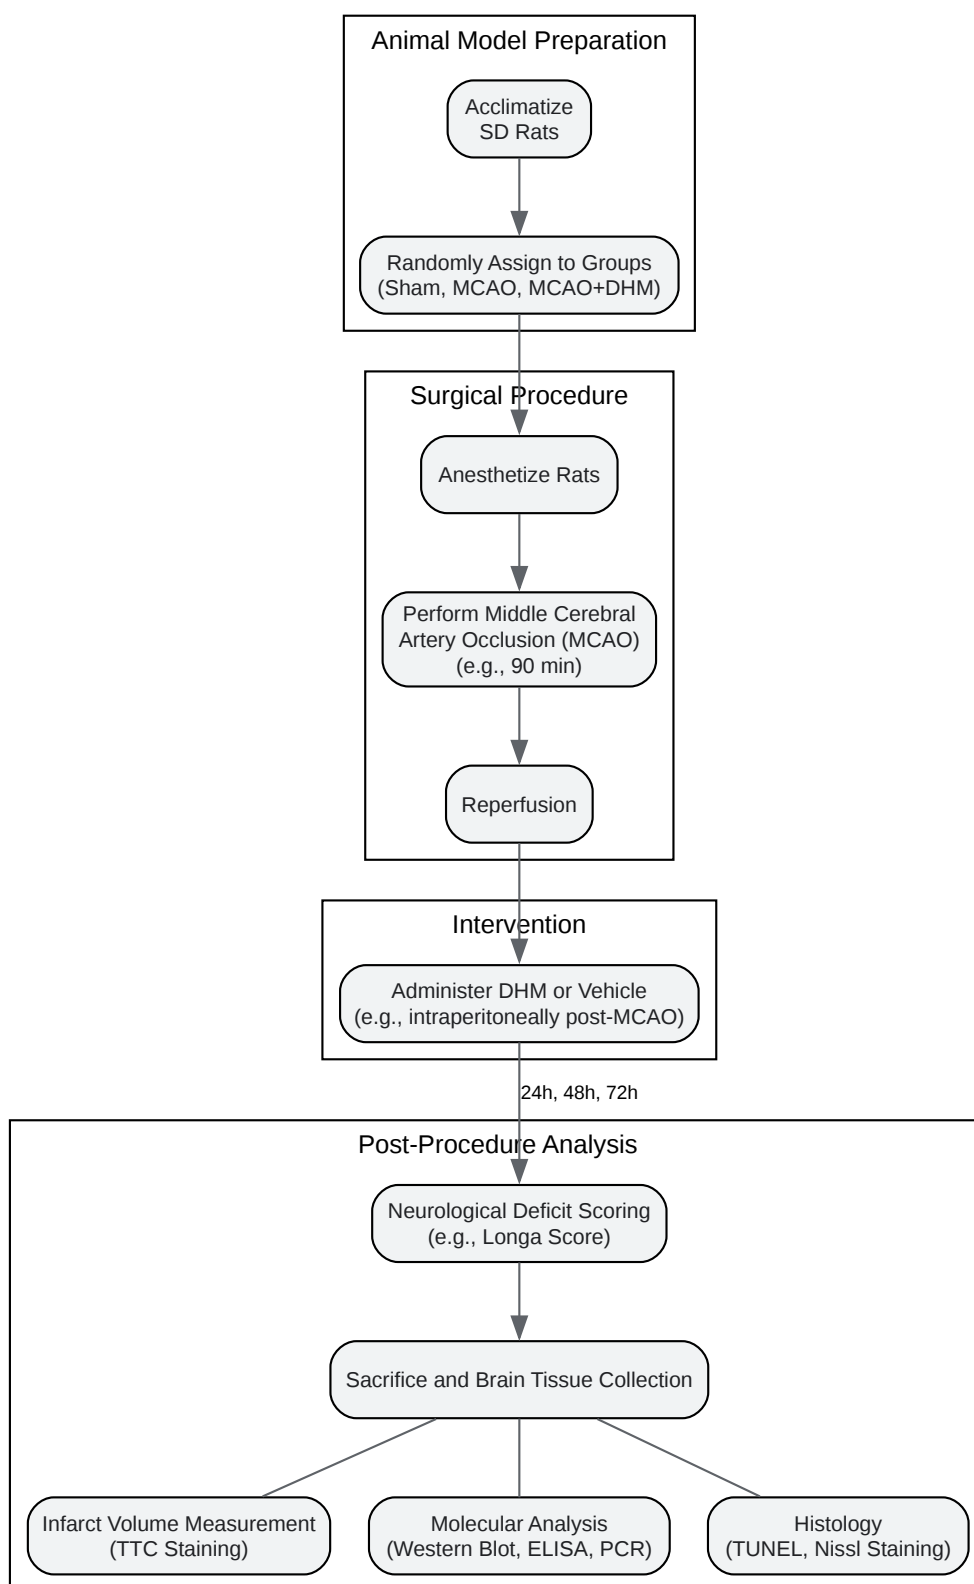 Animal Model Preparation
Acclimatize
SD Rats
Randomly Assign to Groups
(Sham, MCAO, MCAO+DHM)
Surgical Procedure
Anesthetize Rats
Perform Middle Cerebral
Artery Occlusion (MCAO)
(e.g., 90 min)
Reperfusion
Intervention
Administer DHM or Vehicle
(e.g., intraperitoneally post-MCAO)
24h, 48h, 72h
Post-Procedure Analysis
Neurological Deficit Scoring
(e.g., Longa Score)
Sacrifice and Brain Tissue Collection
Infarct Volume Measurement
(TTC Staining)
Molecular Analysis
(Western Blot, ELISA, PCR)
Histology
(TUNEL, Nissl Staining)